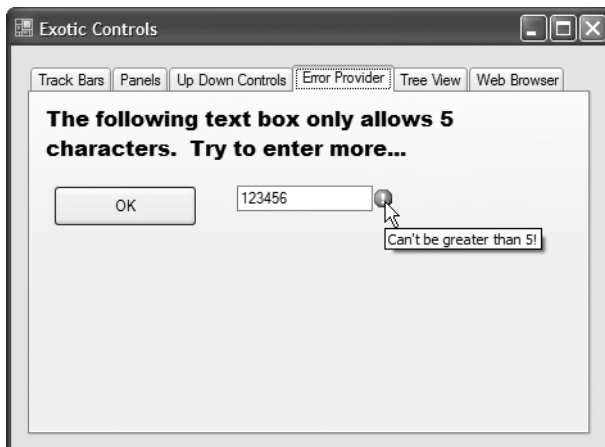 Exotic Controls
Track Bars Panels Up Down Controls Error Provider Tree View Web Browser
The following text box only allows 5
characters. Try to enter more...
OK 123456
Can't be greater than 5!